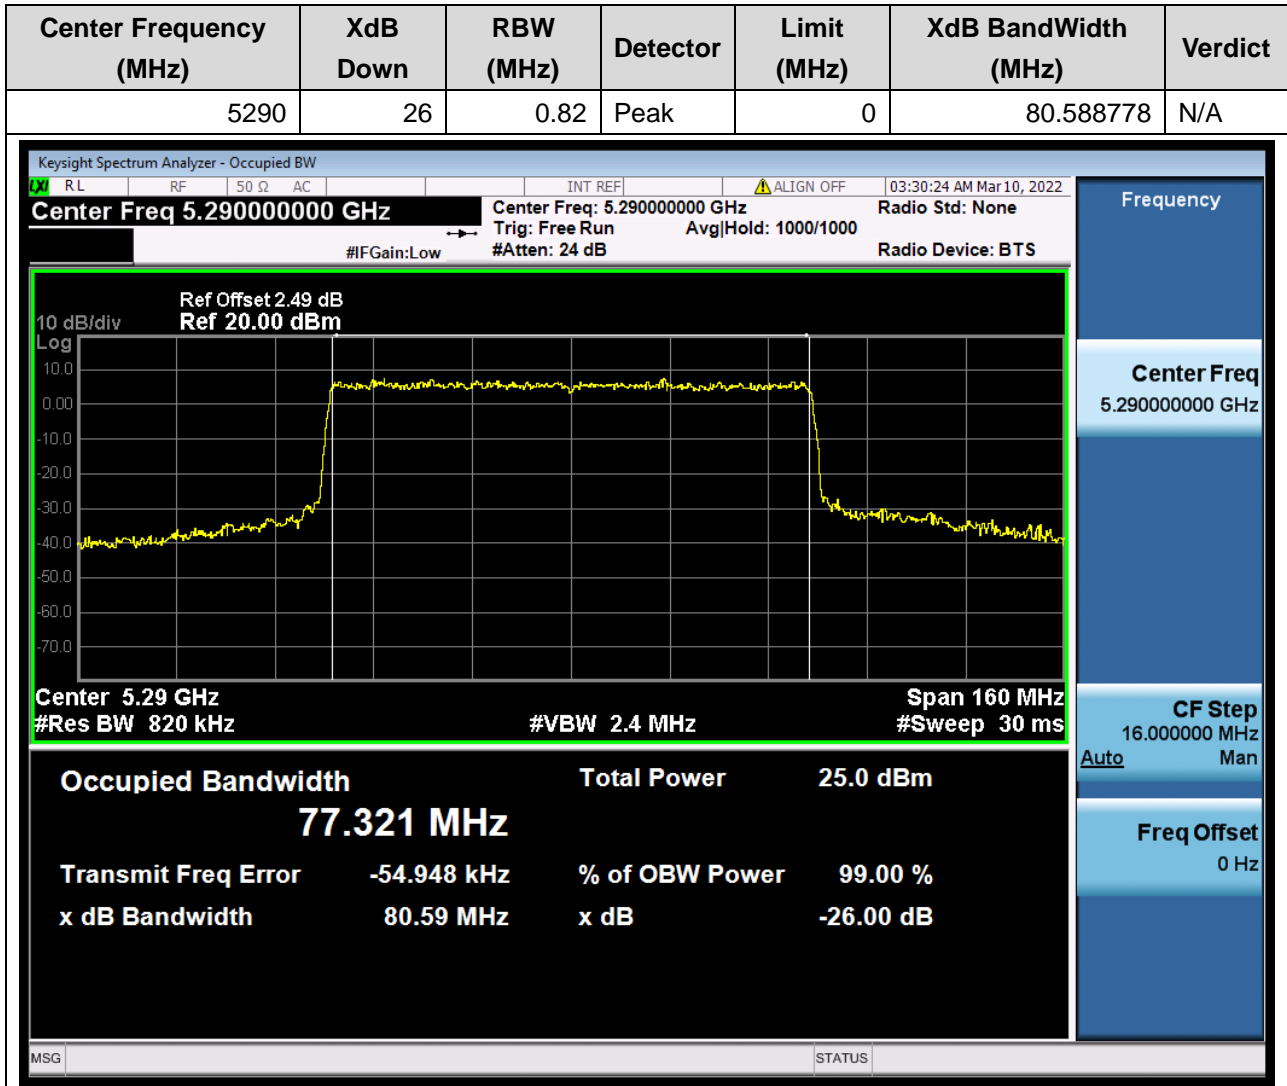 Center Frequency (MHz) XdB Down RBW (MHz) Detector Limit (MHz) XdB BandWidth (MHz) Verdict
5290 26 0.82 Peak 0 80.588778 N/A
Keysight Spectrum Analyzer - Occupied BW
LXI RL RF 50 Ω AC INT REF ALIGN OFF 03:30:24 AM Mar 10, 2022
Center Freq 5.290000000 GHz
Center Freq: 5.290000000 GHz
Radio Std: None
Trig: Free Run Avg|Hold: 1000/1000
#IFGain:Low
#Atten: 24 dB
Radio Device: BTS
Frequency
Ref Offset 2.49 dB
10 dB/div Ref 20.00 dBm
Log
10.0
0.00
-10.0
-20.0
-30.0
-40.0
-50.0
-60.0
-70.0
Center 5.29 GHz Span 160 MHz
#Res BW 820 kHz #VBW 2.4 MHz #Sweep 30 ms
Center Freq
5.290000000 GHz
CF Step
16.000000 MHz
Auto Man
Freq Offset
0 Hz
Occupied Bandwidth Total Power 25.0 dBm
77.321 MHz
Transmit Freq Error -54.948 kHz % of OBW Power 99.00 %
x dB Bandwidth 80.59 MHz x dB -26.00 dB
MSG STATUS